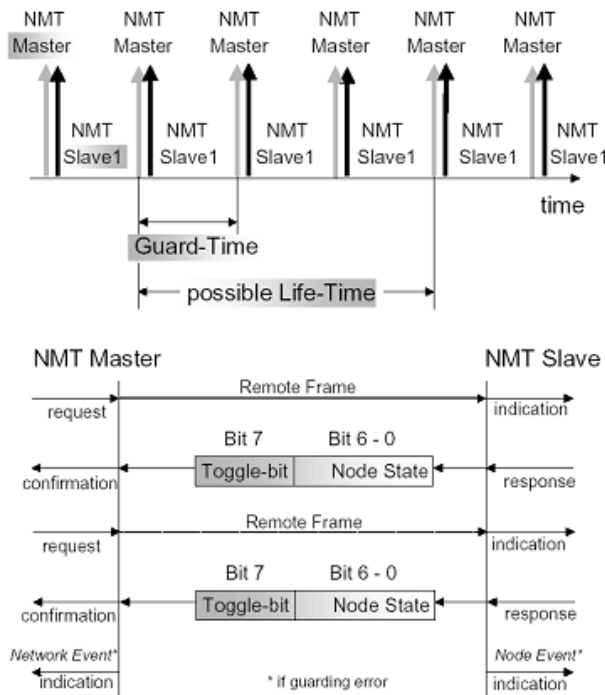 NMT NMT NMT NMT NMT NMT
Master Master Master Master Master Master
NMT NMT NMT NMT NMT NMT
Slave1 Slave1 Slave1 Slave1 Slave1 Slave1
time
Guard-Time
possible Life-Time
NMT Master NMT Slave
Remote Frame
request indication
Bit 7 Bit 6 - 0
Toggle-bit Node State
confirmation response
Remote Frame
request indication
Bit 7 Bit 6 - 0
Toggle-bit Node State
confirmation response
Network Event* Node Event*
indication * if guarding error indication